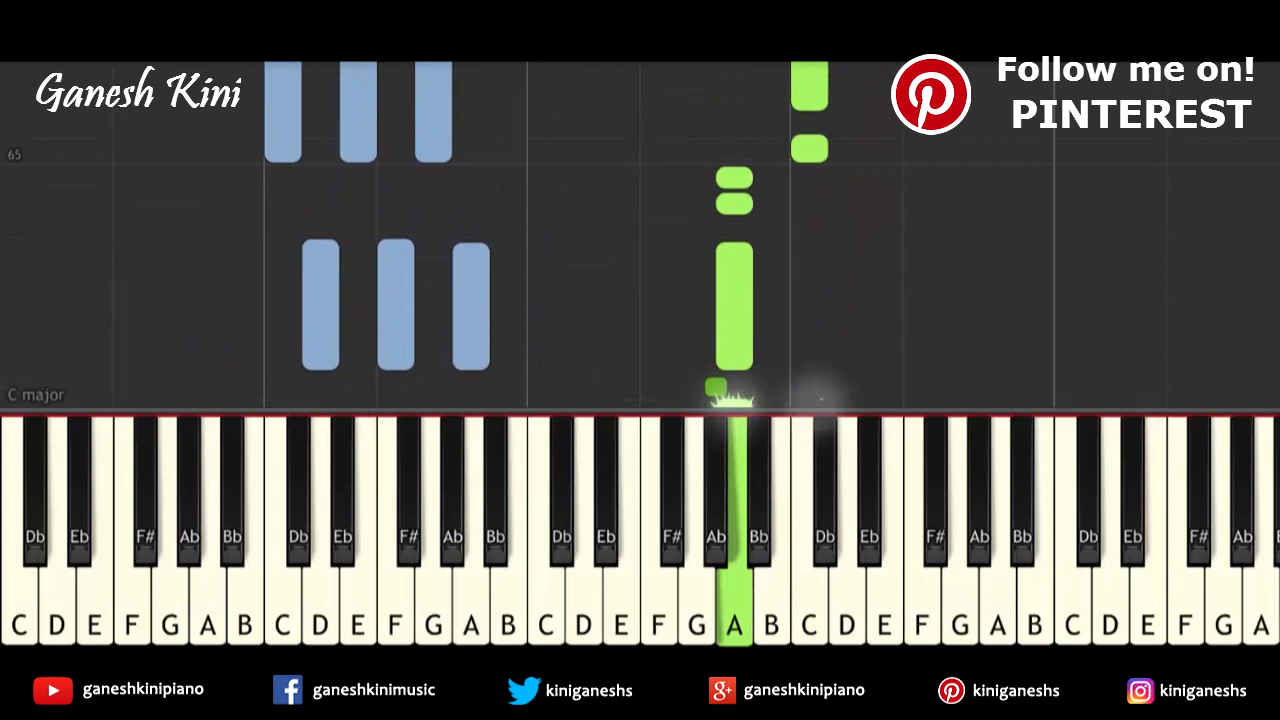 Ganesh Kini
Follow me on!
PINTEREST
65
C major
Db Eb F# Ab Bb Db Eb F# Ab Bb Db Eb F# Ab Bb Db Eb F# Ab Bb Db Eb F# Ab
C D E F G A B C D E F G A B C D E F G A B C D E F G A B C D E F G A
ganeshkinipiano ganeshkinimusic kiniganeshs g+ ganeshkinipiano kiniganeshs kiniganeshs